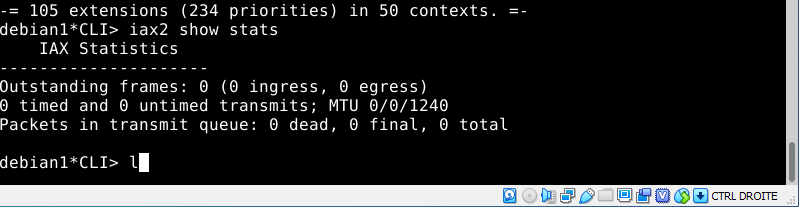 -= 105 extensions (234 priorities) in 50 contexts. =-
debian1*CLI> iax2 show stats
    IAX Statistics
---------------------
Outstanding frames: 0 (0 ingress, 0 egress)
0 timed and 0 untimed transmits; MTU 0/0/1240
Packets in transmit queue: 0 dead, 0 final, 0 total

debian1*CLI> l
CTRL DROITE